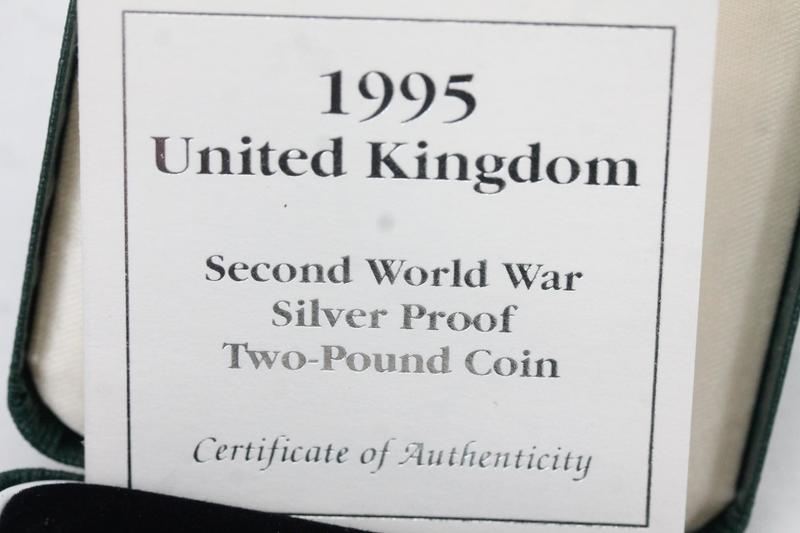 1995
United Kingdom
Second World War
Silver Proof
Two-Pound Coin
Certificate of Authenticity